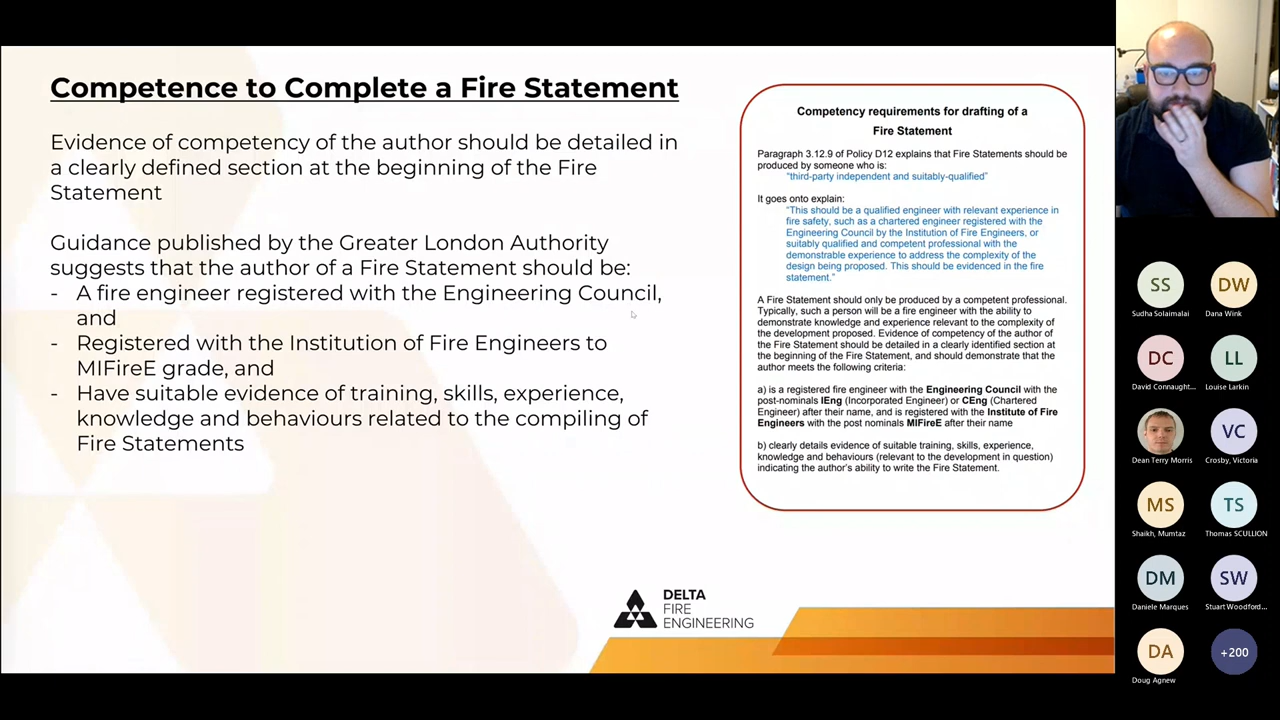 Competence to Complete a Fire Statement
Evidence of competency of the author should be detailed in
a clearly defined section at the beginning of the Fire
Statement
Guidance published by the Greater London Authority
suggests that the author of a Fire Statement should be:
- A fire engineer registered with the Engineering Council,
and
- Registered with the Institution of Fire Engineers to
MIFireE grade, and
- Have suitable evidence of training, skills, experience,
knowledge and behaviours related to the compiling of
Fire Statements
Competency requirements for drafting of a
Fire Statement
Paragraph 3.12.9 of Policy D12 explains that Fire Statements should be
produced by someone who is:
"third-party independent and suitably-qualified"
It goes onto explain:
"This should be a qualified engineer with relevant experience in
fire safety, such as a chartered engineer registered with the
Engineering Council by the Institution of Fire Engineers, or
suitably qualified and competent professional with the
demonstrable experience to address the complexity of the
design being proposed. This should be evidenced in the fire
statement."
A Fire Statement should only be produced by a competent professional.
Typically, such a person will be a fire engineer with the ability to
demonstrate knowledge and experience relevant to the complexity of
the development proposed. Evidence of competency of the author of
the Fire Statement should be detailed in a clearly identified section at
the beginning of the Fire Statement, and should demonstrate that the
author meets the following criteria:
a) is a registered fire engineer with the Engineering Council with the
post-nominals IEng (Incorporated Engineer) or CEng (Chartered
Engineer) after their name, and is registered with the Institute of Fire
Engineers with the post nominals MIFireE after their name
b) clearly details evidence of suitable training, skills, experience,
knowledge and behaviours (relevant to the development in question)
indicating the author's ability to write the Fire Statement.
DELTA
FIRE
ENGINEERING
SS
Sudha Solaimalai
DW
Dana Wink
DC
David Connaught...
LL
Louise Larkin
Dean Terry Morris
VC
Crosby, Victoria
MS
Shaikh, Mumtaz
TS
Thomas SCULLION
DM
Daniele Marques
SW
Stuart Woodford...
DA
Doug Agnew
+200